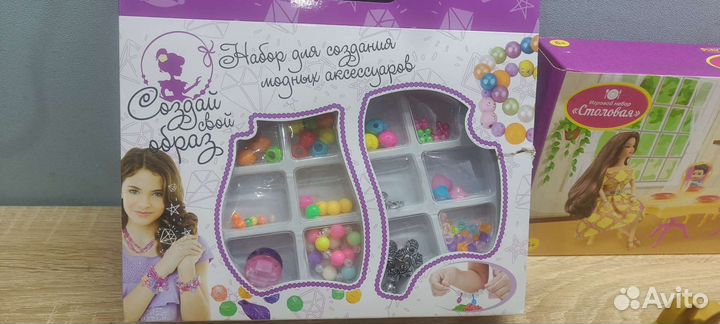 Набор для создания
модных аксессуаров
Создай
свой
образ
Игровой набор
«Столовая»
Avito